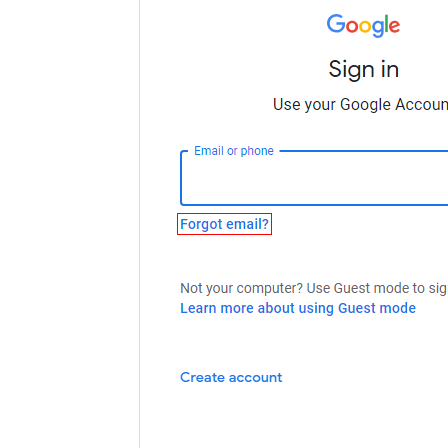 Google
Sign in
Use your Google Accoun
Email or phone
Forgot email?
Not your computer? Use Guest mode to sig
Learn more about using Guest mode
Create account